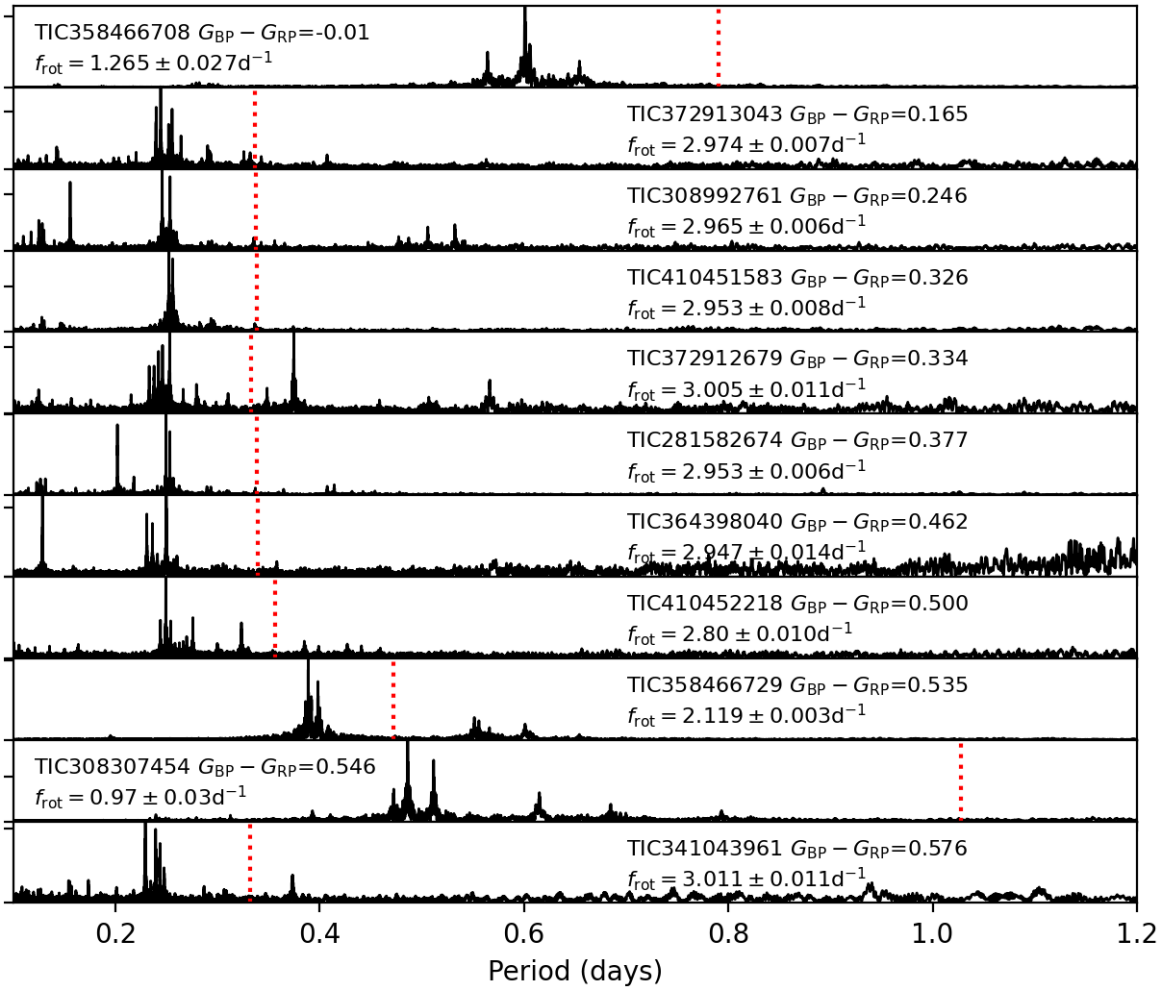 TIC358466708 G_BP − G_RP=-0.01
f_rot = 1.265 ± 0.027d⁻¹
TIC372913043 G_BP − G_RP=0.165
f_rot = 2.974 ± 0.007d⁻¹
TIC308992761 G_BP − G_RP=0.246
f_rot = 2.965 ± 0.006d⁻¹
TIC410451583 G_BP − G_RP=0.326
f_rot = 2.953 ± 0.008d⁻¹
TIC372912679 G_BP − G_RP=0.334
f_rot = 3.005 ± 0.011d⁻¹
TIC281582674 G_BP − G_RP=0.377
f_rot = 2.953 ± 0.006d⁻¹
TIC364398040 G_BP − G_RP=0.462
f_rot = 2.947 ± 0.014d⁻¹
TIC410452218 G_BP − G_RP=0.500
f_rot = 2.80 ± 0.010d⁻¹
TIC358466729 G_BP − G_RP=0.535
f_rot = 2.119 ± 0.003d⁻¹
TIC308307454 G_BP − G_RP=0.546
f_rot = 0.97 ± 0.03d⁻¹
TIC341043961 G_BP − G_RP=0.576
f_rot = 3.011 ± 0.011d⁻¹
0.2 0.4 0.6 0.8 1.0 1.2
Period (days)